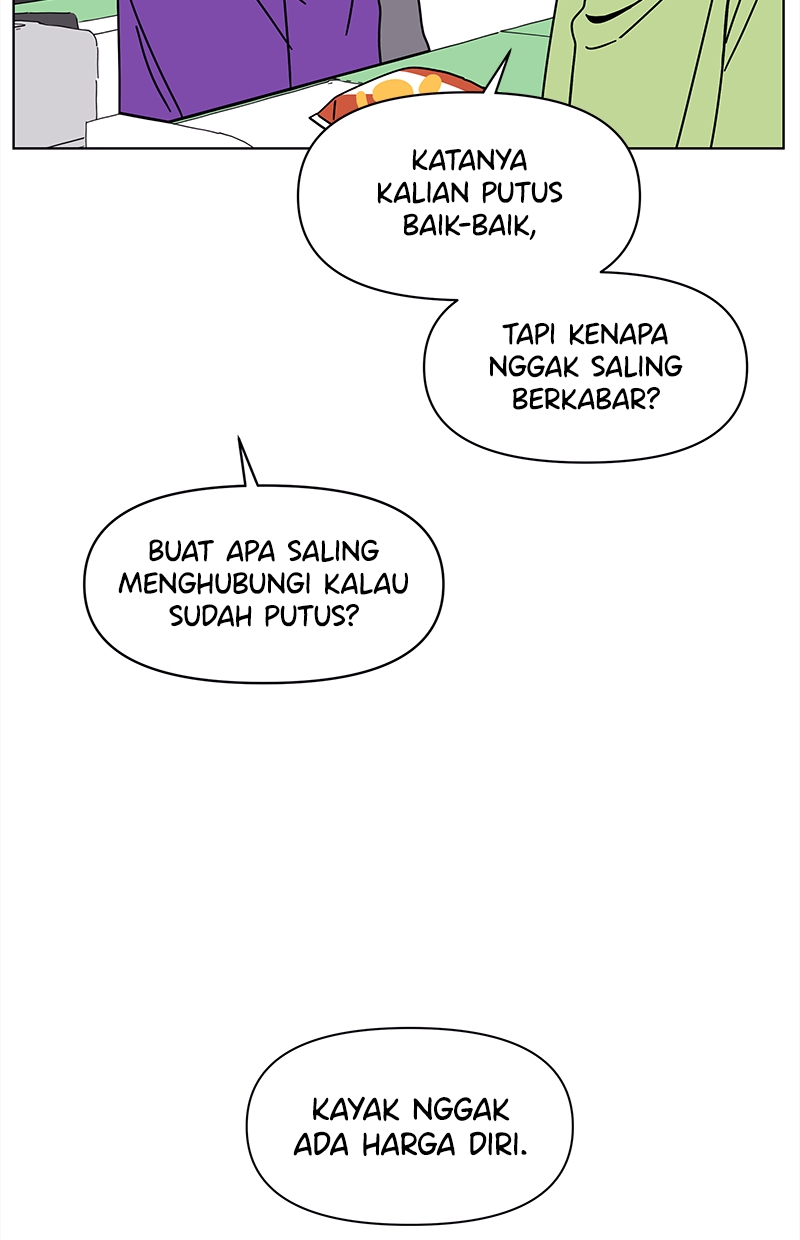 KATANYA
KALIAN PUTUS
BAIK-BAIK,
TAPI KENAPA
NGGAK SALING
BERKABAR?
BUAT APA SALING
MENGHUBUNGI KALAU
SUDAH PUTUS?
KAYAK NGGAK
ADA HARGA DIRI.